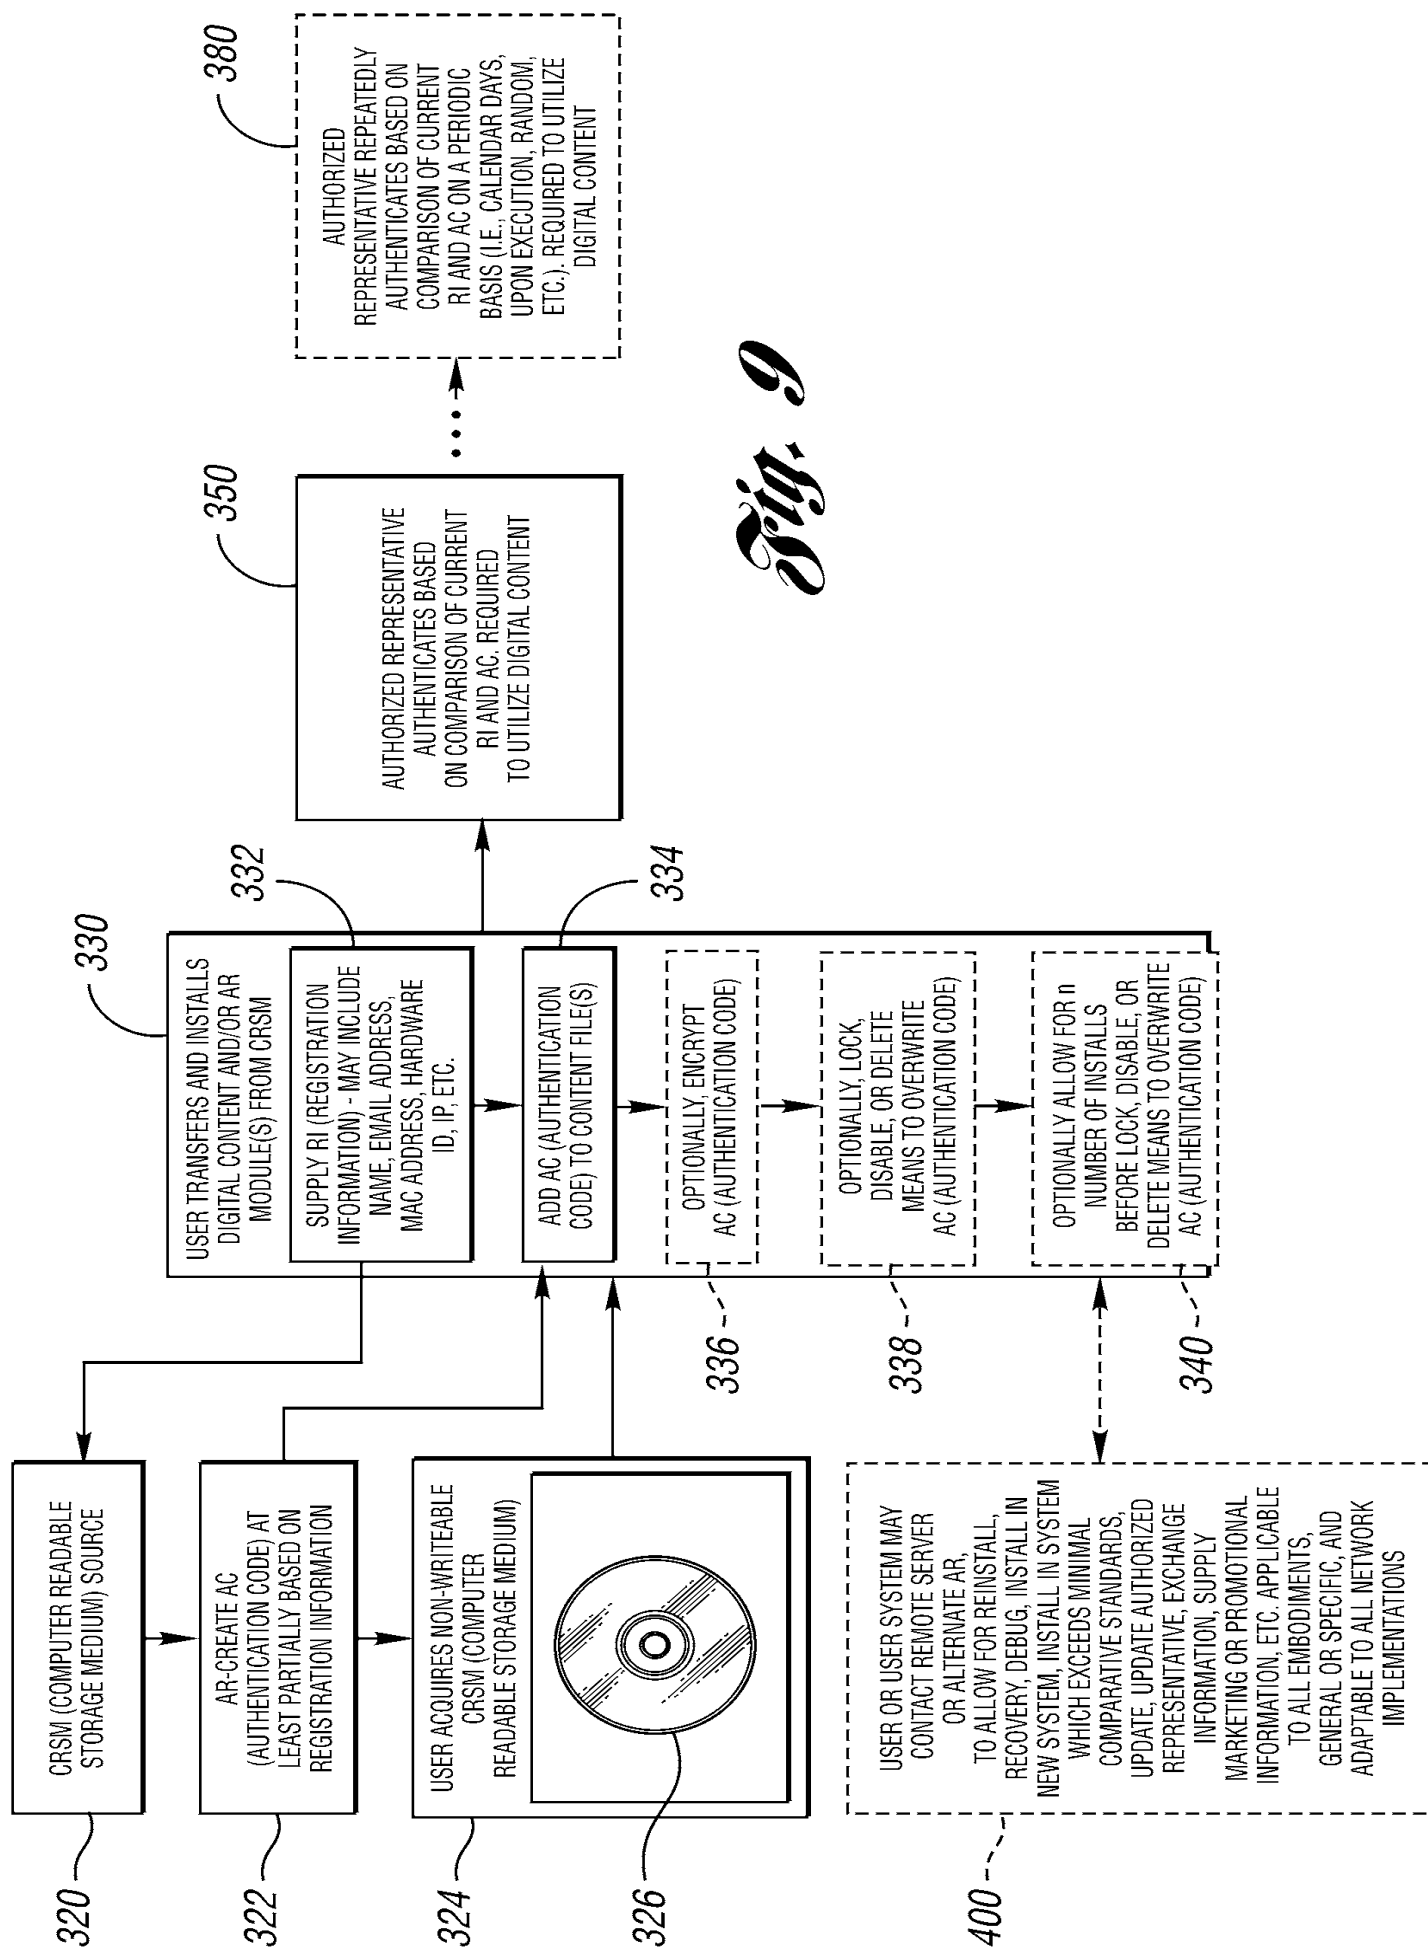 320
CRSM (COMPUTER READABLE
STORAGE MEDIUM) SOURCE
322
AR-CREATE AC
(AUTHENTICATION CODE) AT
LEAST PARTIALLY BASED ON
REGISTRATION INFORMATION
324
USER ACQUIRES NON-WRITEABLE
CRSM (COMPUTER
READABLE STORAGE MEDIUM)
326
400
USER OR USER SYSTEM MAY
CONTACT REMOTE SERVER
OR ALTERNATE AR,
TO ALLOW FOR REINSTALL,
RECOVERY, DEBUG, INSTALL IN
NEW SYSTEM, INSTALL IN SYSTEM
WHICH EXCEEDS MINIMAL
COMPARATIVE STANDARDS,
UPDATE, UPDATE AUTHORIZED
REPRESENTATIVE, EXCHANGE
INFORMATION, SUPPLY
MARKETING OR PROMOTIONAL
INFORMATION, ETC. APPLICABLE
TO ALL EMBODIMENTS,
GENERAL OR SPECIFIC, AND
ADAPTABLE TO ALL NETWORK
IMPLEMENTATIONS
330
USER TRANSFERS AND INSTALLS
DIGITAL CONTENT AND/OR AR
MODULE(S) FROM CRSM
332
SUPPLY RI (REGISTRATION
INFORMATION) - MAY INCLUDE
NAME, EMAIL ADDRESS,
MAC ADDRESS, HARDWARE
ID, IP, ETC.
334
ADD AC (AUTHENTICATION
CODE) TO CONTENT FILE(S)
336
OPTIONALLY, ENCRYPT
AC (AUTHENTICATION CODE)
338
OPTIONALLY, LOCK,
DISABLE, OR DELETE
MEANS TO OVERWRITE
AC (AUTHENTICATION CODE)
340
OPTIONALLY ALLOW FOR n
NUMBER OF INSTALLS
BEFORE LOCK, DISABLE, OR
DELETE MEANS TO OVERWRITE
AC (AUTHENTICATION CODE)
350
AUTHORIZED REPRESENTATIVE
AUTHENTICATES BASED
ON COMPARISON OF CURRENT
RI AND AC. REQUIRED
TO UTILIZE DIGITAL CONTENT
380
AUTHORIZED
REPRESENTATIVE REPEATEDLY
AUTHENTICATES BASED ON
COMPARISON OF CURRENT
RI AND AC ON A PERIODIC
BASIS (I.E., CALENDAR DAYS,
UPON EXECUTION, RANDOM,
ETC.). REQUIRED TO UTILIZE
DIGITAL CONTENT
Fig. 9